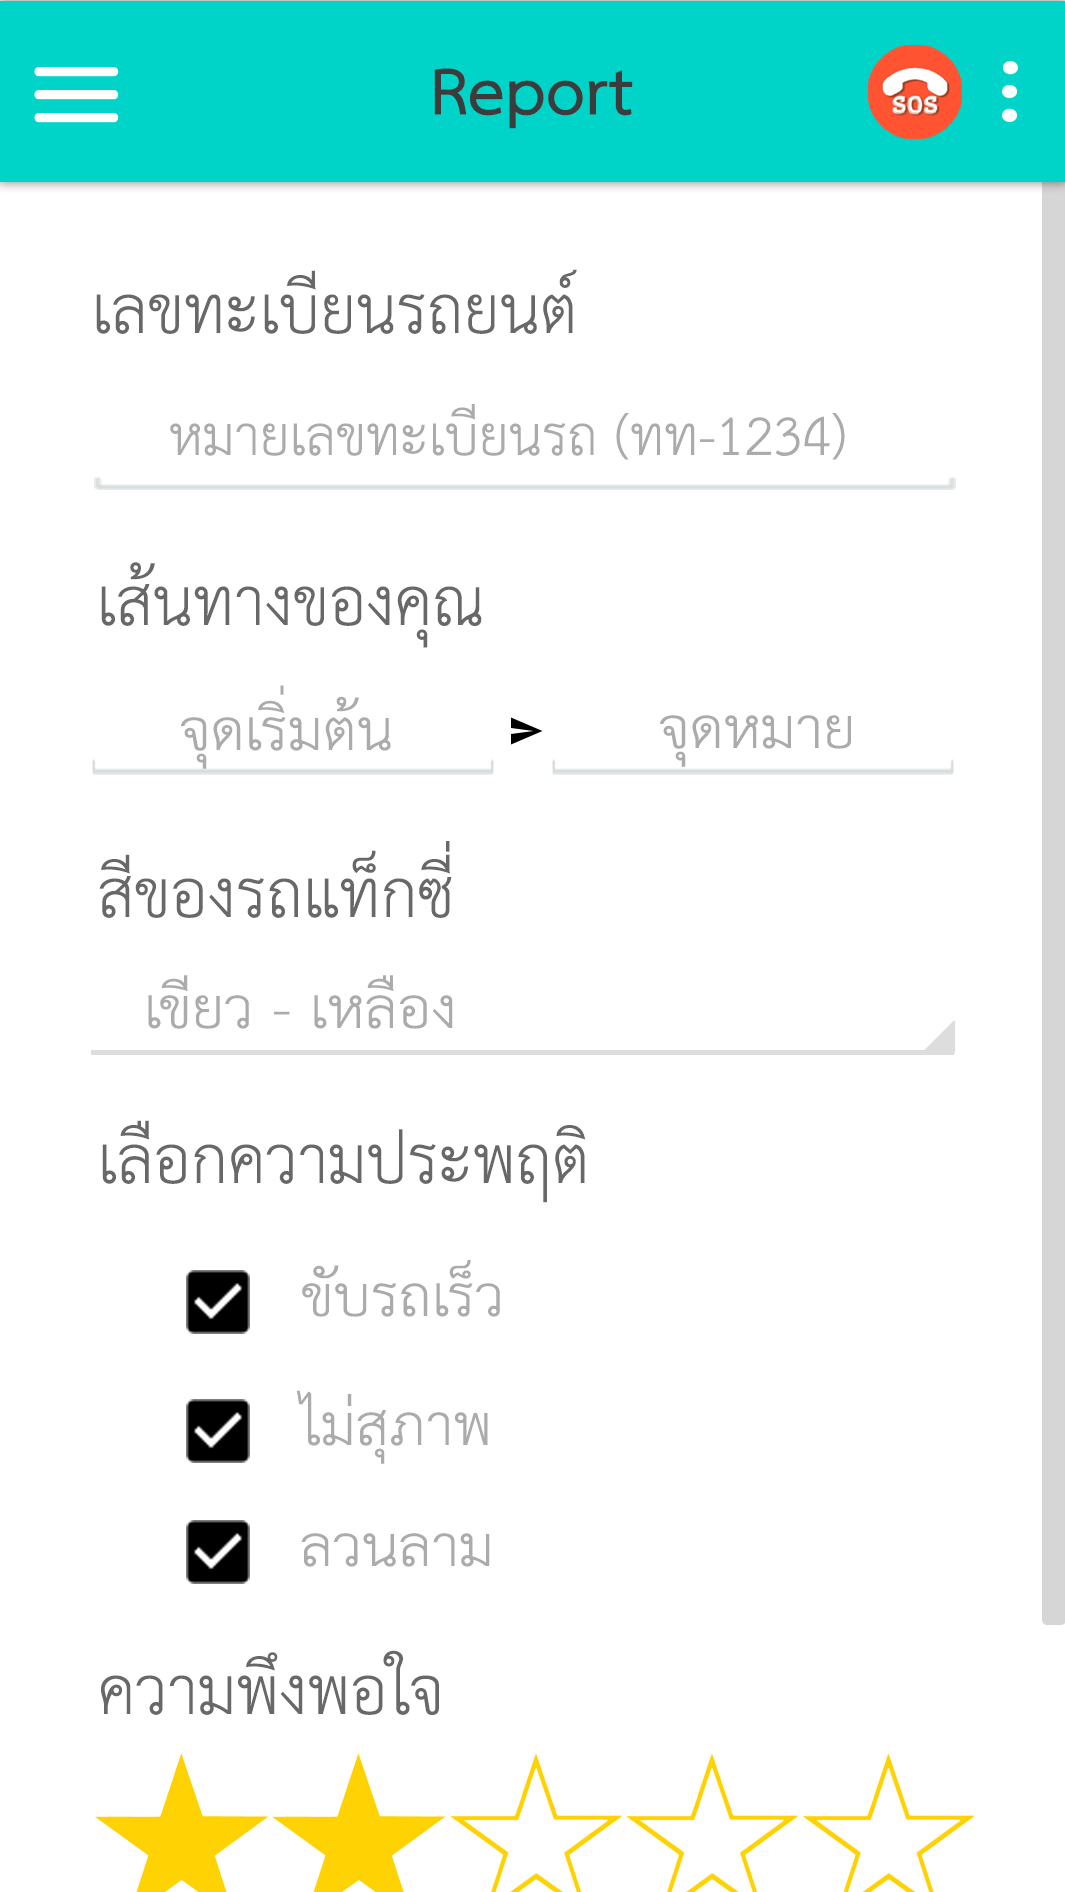 Report
SOS
เลขทะเบียนรถยนต์
หมายเลขทะเบียนรถ (ทท-1234)
เส้นทางของคุณ
จุดเริ่มต้น จุดหมาย
สีของรถแท็กซี่
เขียว - เหลือง
เลือกความประพฤติ
ขับรถเร็ว
ไม่สุภาพ
ลวนลาม
ความพึงพอใจ